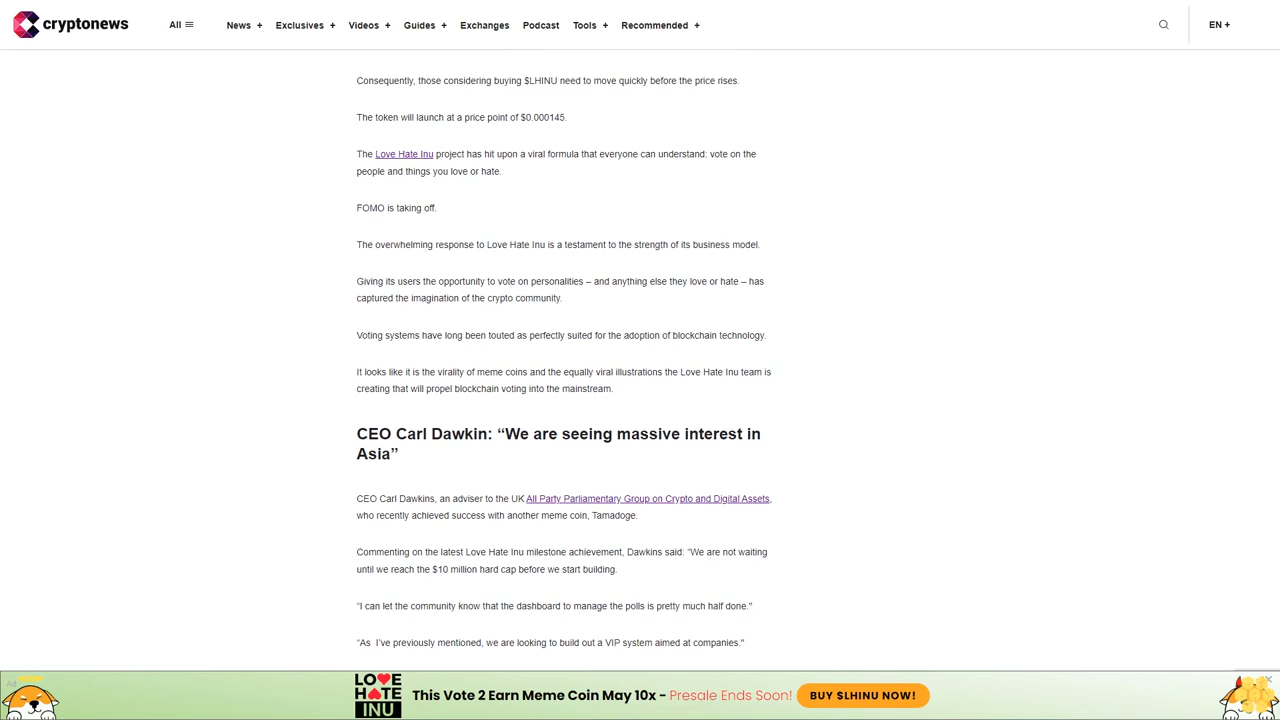 cryptonews
All
News +
Exclusives +
Videos +
Guides +
Exchanges
Podcast
Tools +
Recommended +
EN +
Consequently, those considering buying $LHINU need to move quickly before the price rises.
The token will launch at a price point of $0.000145.
The Love Hate Inu project has hit upon a viral formula that everyone can understand: vote on the
people and things you love or hate.
FOMO is taking off.
The overwhelming response to Love Hate Inu is a testament to the strength of its business model.
Giving its users the opportunity to vote on personalities – and anything else they love or hate – has
captured the imagination of the crypto community.
Voting systems have long been touted as perfectly suited for the adoption of blockchain technology.
It looks like it is the virality of meme coins and the equally viral illustrations the Love Hate Inu team is
creating that will propel blockchain voting into the mainstream.
CEO Carl Dawkin: “We are seeing massive interest in
Asia”
CEO Carl Dawkins, an adviser to the UK All Party Parliamentary Group on Crypto and Digital Assets,
who recently achieved success with another meme coin, Tamadoge.
Commenting on the latest Love Hate Inu milestone achievement, Dawkins said: “We are not waiting
until we reach the $10 million hard cap before we start building.
“I can let the community know that the dashboard to manage the polls is pretty much half done."
“As I’ve previously mentioned, we are looking to build out a VIP system aimed at companies."
Ad
LOVE
HATE
INU
This Vote 2 Earn Meme Coin May 10x - Presale Ends Soon!
BUY $LHINU NOW!